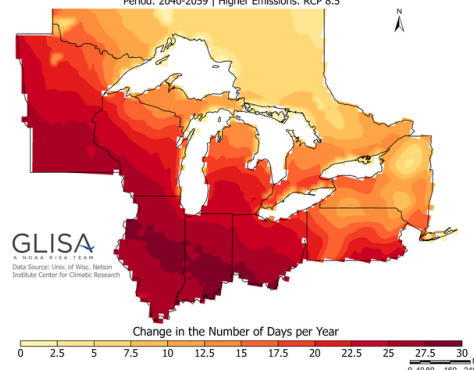 Period: 2040-2059 | Higher Emissions: RCP 8.5
N
GLISA
A NOAA RISA TEAM
Data Source: Univ. of Wisc. Nelson
Institute Center for Climatic Research
Change in the Number of Days per Year
0 2.5 5 7.5 10 12.5 15 17.5 20 22.5 25 27.5 30